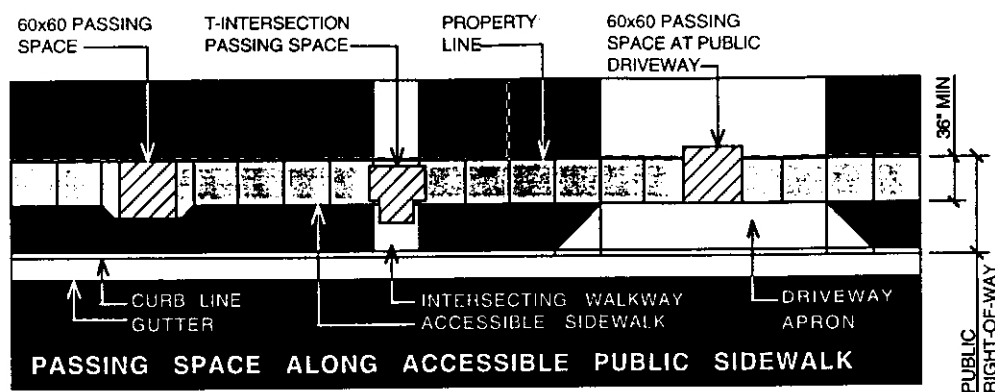 60x60 PASSING
SPACE
T-INTERSECTION
PASSING SPACE
PROPERTY
LINE
60x60 PASSING
SPACE AT PUBLIC
DRIVEWAY
36" MIN
CURB LINE
GUTTER
INTERSECTING WALKWAY
ACCESSIBLE SIDEWALK
DRIVEWAY
APRON
PUBLIC
RIGHT-OF-WAY
PASSING SPACE ALONG ACCESSIBLE PUBLIC SIDEWALK